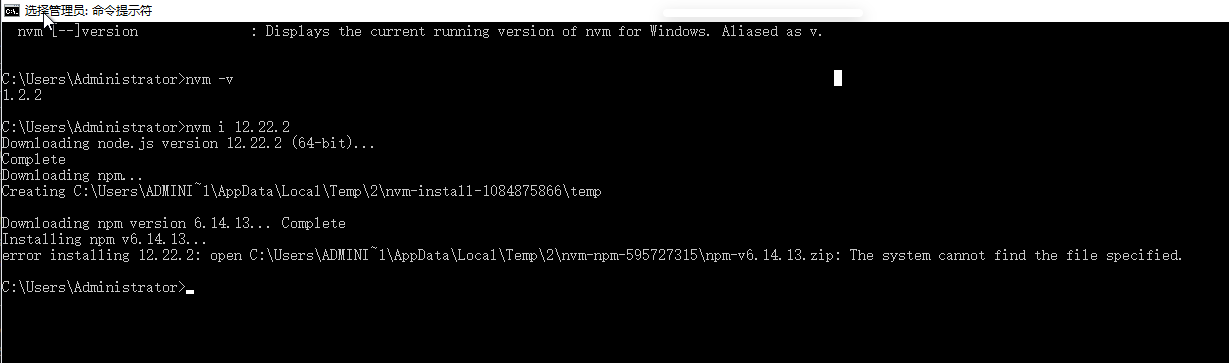 选择管理员: 命令提示符
nvm [--]version : Displays the current running version of nvm for Windows. Aliased as v.
C:\Users\Administrator>nvm -v
1.2.2
C:\Users\Administrator>nvm i 12.22.2
Downloading node.js version 12.22.2 (64-bit)...
Complete
Downloading npm...
Creating C:\Users\ADMINI~1\AppData\Local\Temp\2\nvm-install-1084875866\temp
Downloading npm version 6.14.13... Complete
Installing npm v6.14.13...
error installing 12.22.2: open C:\Users\ADMINI~1\AppData\Local\Temp\2\nvm-npm-595727315\npm-v6.14.13.zip: The system cannot find the file specified.
C:\Users\Administrator>